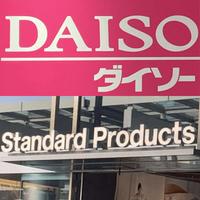 DAISO
ダイソー
Standard Products